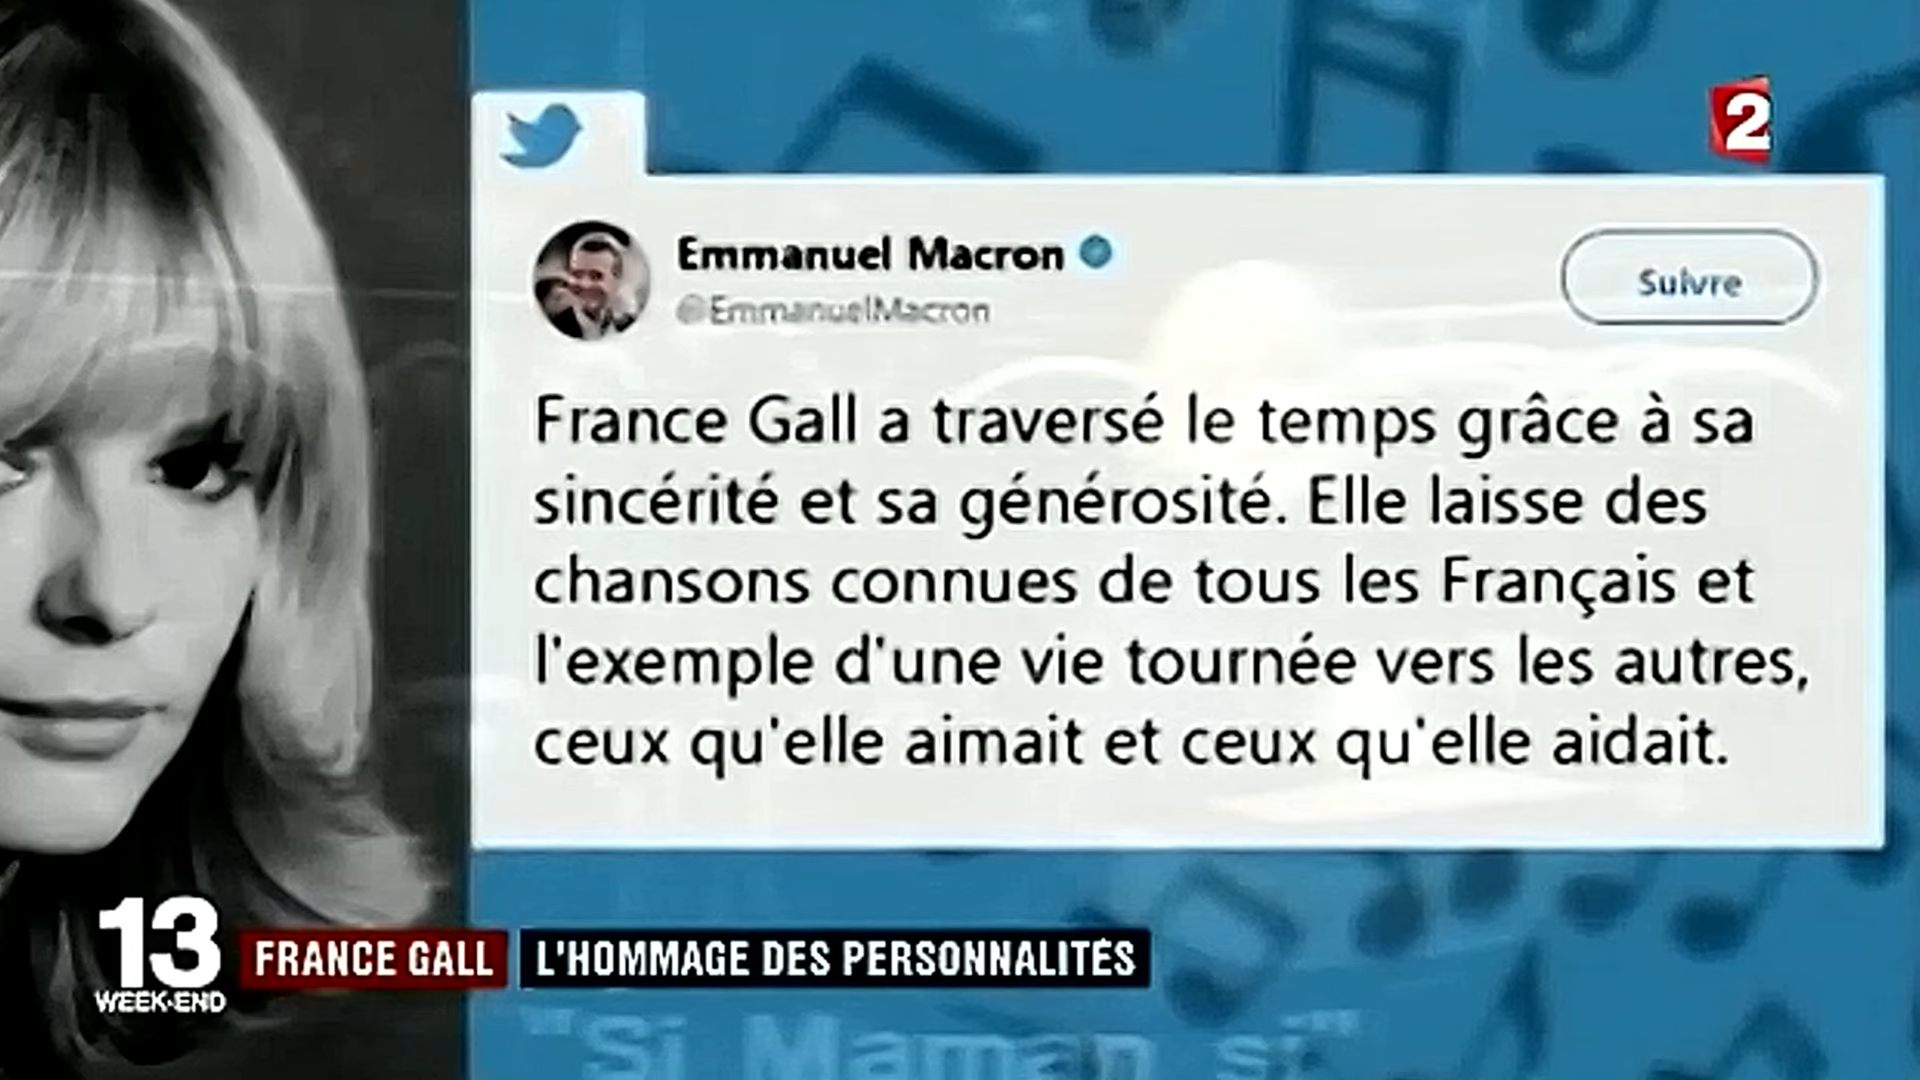 2
Emmanuel Macron
@EmmanuelMacron
Suivre
France Gall a traversé le temps grâce à sa
sincérité et sa générosité. Elle laisse des
chansons connues de tous les Français et
l'exemple d'une vie tournée vers les autres,
ceux qu'elle aimait et ceux qu'elle aidait.
13
WEEK-END
FRANCE GALL
L'HOMMAGE DES PERSONNALITÉS
"Si Maman si"